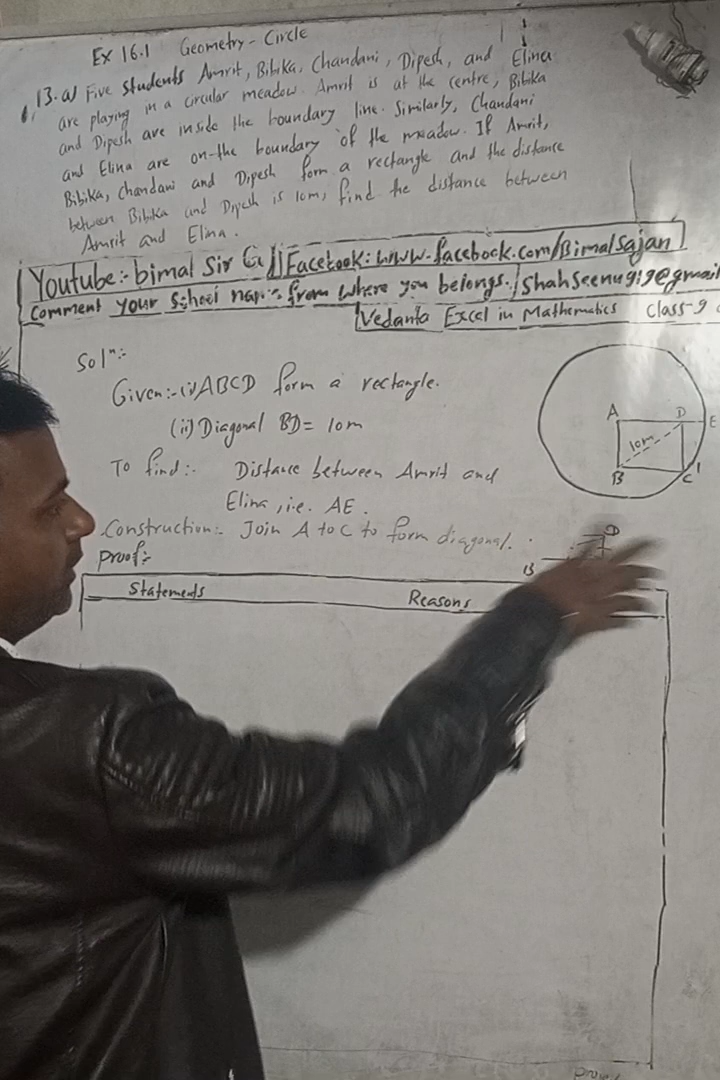 Ex 16.1 Geometry - Circle
13. a) Five students Amrit, Bibika, Chandani, Dipesh, and Elina
are playing in a circular meadow. Amrit is at the centre, Bibika
and Dipesh are inside the boundary line. Similarly, Chandani
and Elina are on the boundary of the meadow. If Amrit,
Bibika, Chandani and Dipesh form a rectangle and the distance
between Bibika and Dipesh is 10m, find the distance between
Amrit and Elina.
Youtube:- bimal Sir Facebook: www.facebook.com/Bimalsajan
Comment your School name from where you belongs.
Vedanta Excel in Mathematics Class-9
Solⁿ:-
Given:- (i) ABCD form a rectangle.
(ii) Diagonal BD = 10m
To find:- Distance between Amrit and
Elina, i.e. AE.
Construction:- Join A to C to form diagonal.
Proof:-
Statements Reasons
A D E
10m
B C
D
B